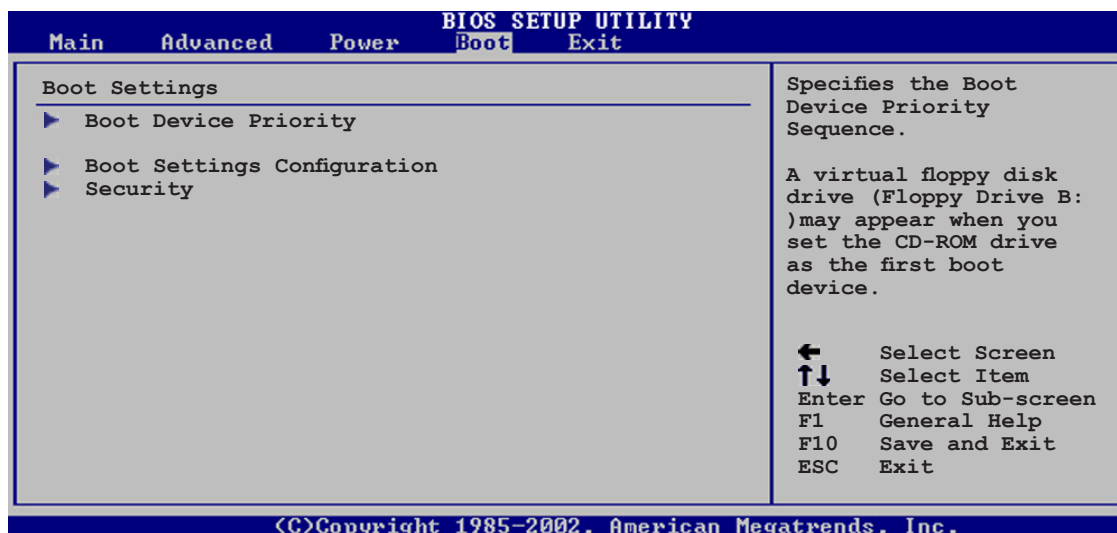 BIOS SETUP UTILITY
Main Advanced Power Boot Exit
Boot Settings
Boot Device Priority
Boot Settings Configuration
Security
Specifies the Boot
Device Priority
Sequence.
A virtual floppy disk
drive (Floppy Drive B:
)may appear when you
set the CD-ROM drive
as the first boot
device.
← Select Screen
↑↓ Select Item
Enter Go to Sub-screen
F1 General Help
F10 Save and Exit
ESC Exit
(C)Copyright 1985-2002, American Megatrends, Inc.